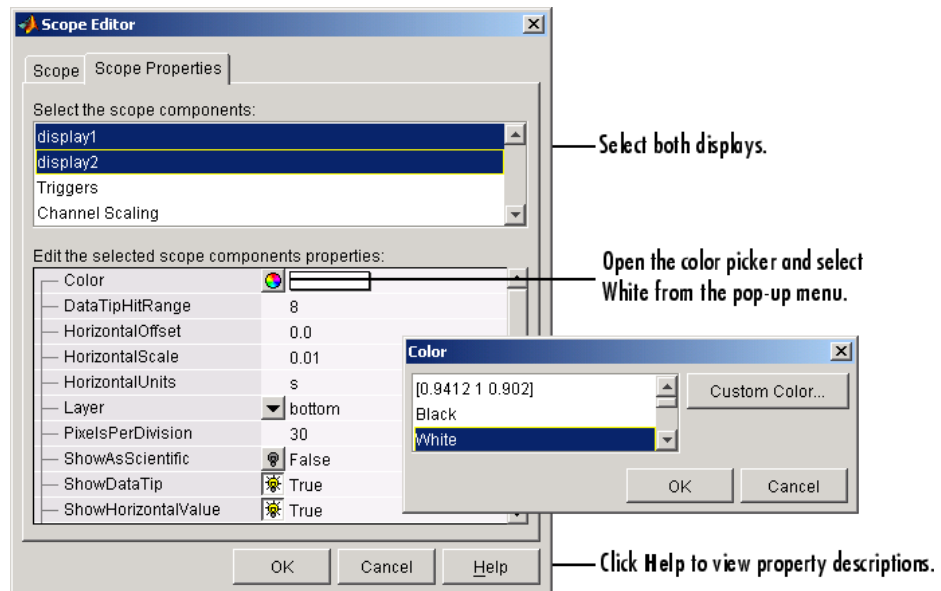 Scope Editor
Scope Scope Properties
Select the scope components:
display1
display2
Triggers
Channel Scaling
Select both displays.
Edit the selected scope components properties:
Color
DataTipHitRange 8
HorizontalOffset 0.0
HorizontalScale 0.01
HorizontalUnits s
Layer bottom
PixelsPerDivision 30
ShowAsScientific False
ShowDataTip True
ShowHorizontalValue True
Open the color picker and select
White from the pop-up menu.
Color
[0.9412 1 0.902]
Black
White
Custom Color...
OK Cancel
OK Cancel Help
Click Help to view property descriptions.